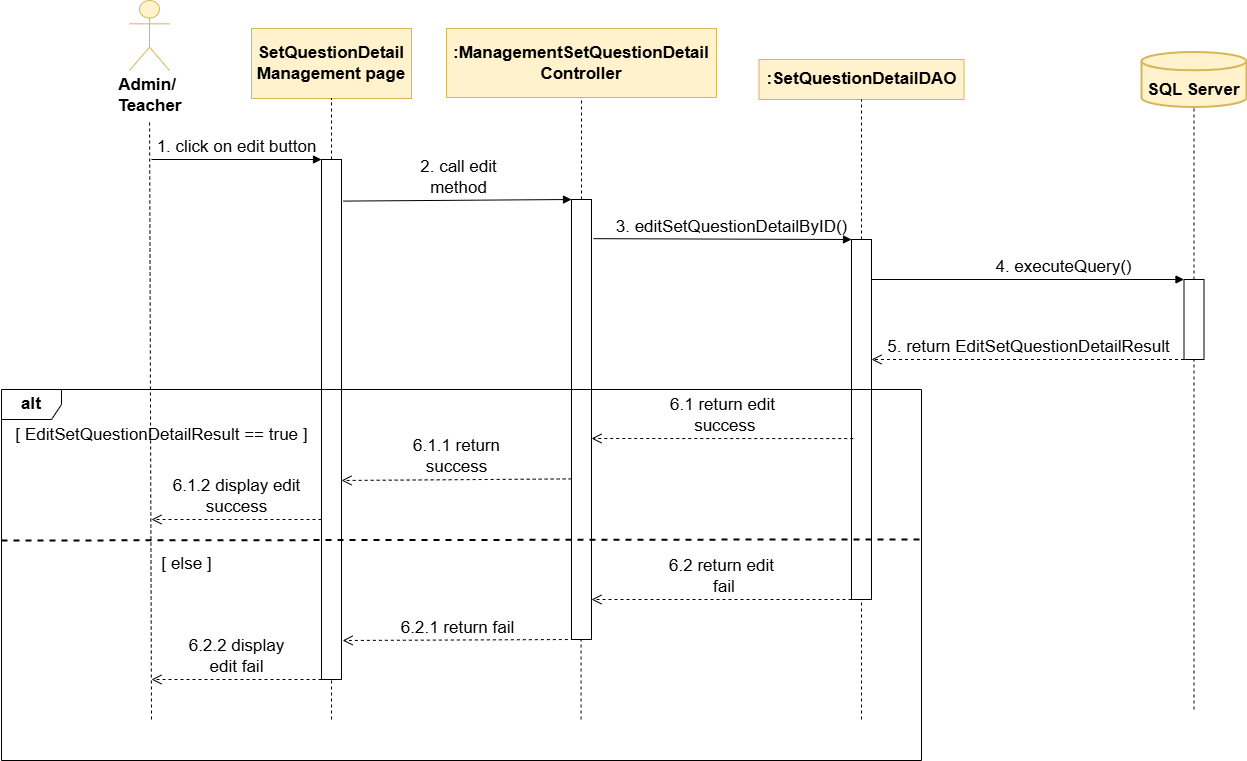 Admin/
Teacher
SetQuestionDetail
Management page
:ManagementSetQuestionDetail
Controller
:SetQuestionDetailDAO
SQL Server
1. click on edit button
2. call edit
method
3. editSetQuestionDetailByID()
4. executeQuery()
5. return EditSetQuestionDetailResult
alt
[ EditSetQuestionDetailResult == true ]
6.1 return edit
success
6.1.1 return
success
6.1.2 display edit
success
[ else ]
6.2 return edit
fail
6.2.1 return fail
6.2.2 display
edit fail